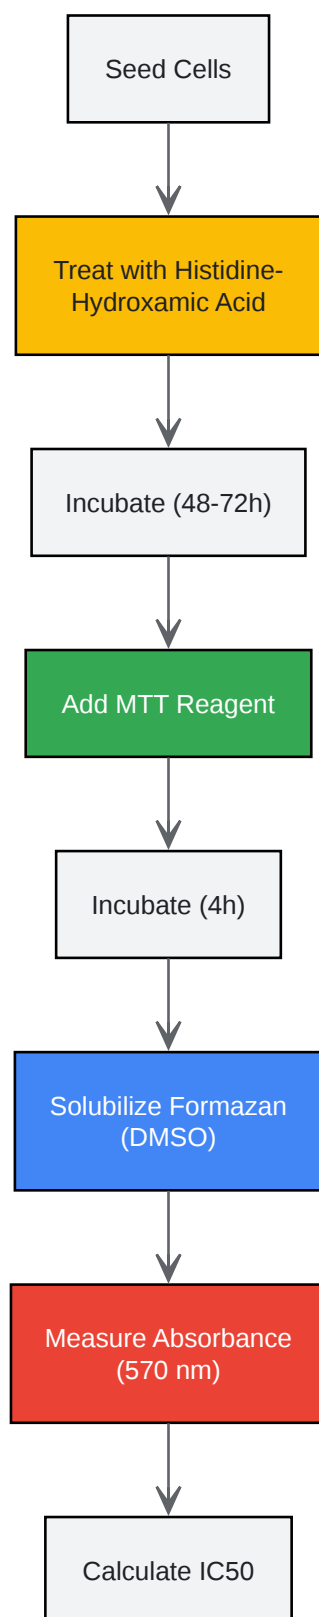 Seed Cells
Treat with Histidine-
Hydroxamic Acid
Incubate (48-72h)
Add MTT Reagent
Incubate (4h)
Solubilize Formazan
(DMSO)
Measure Absorbance
(570 nm)
Calculate IC50